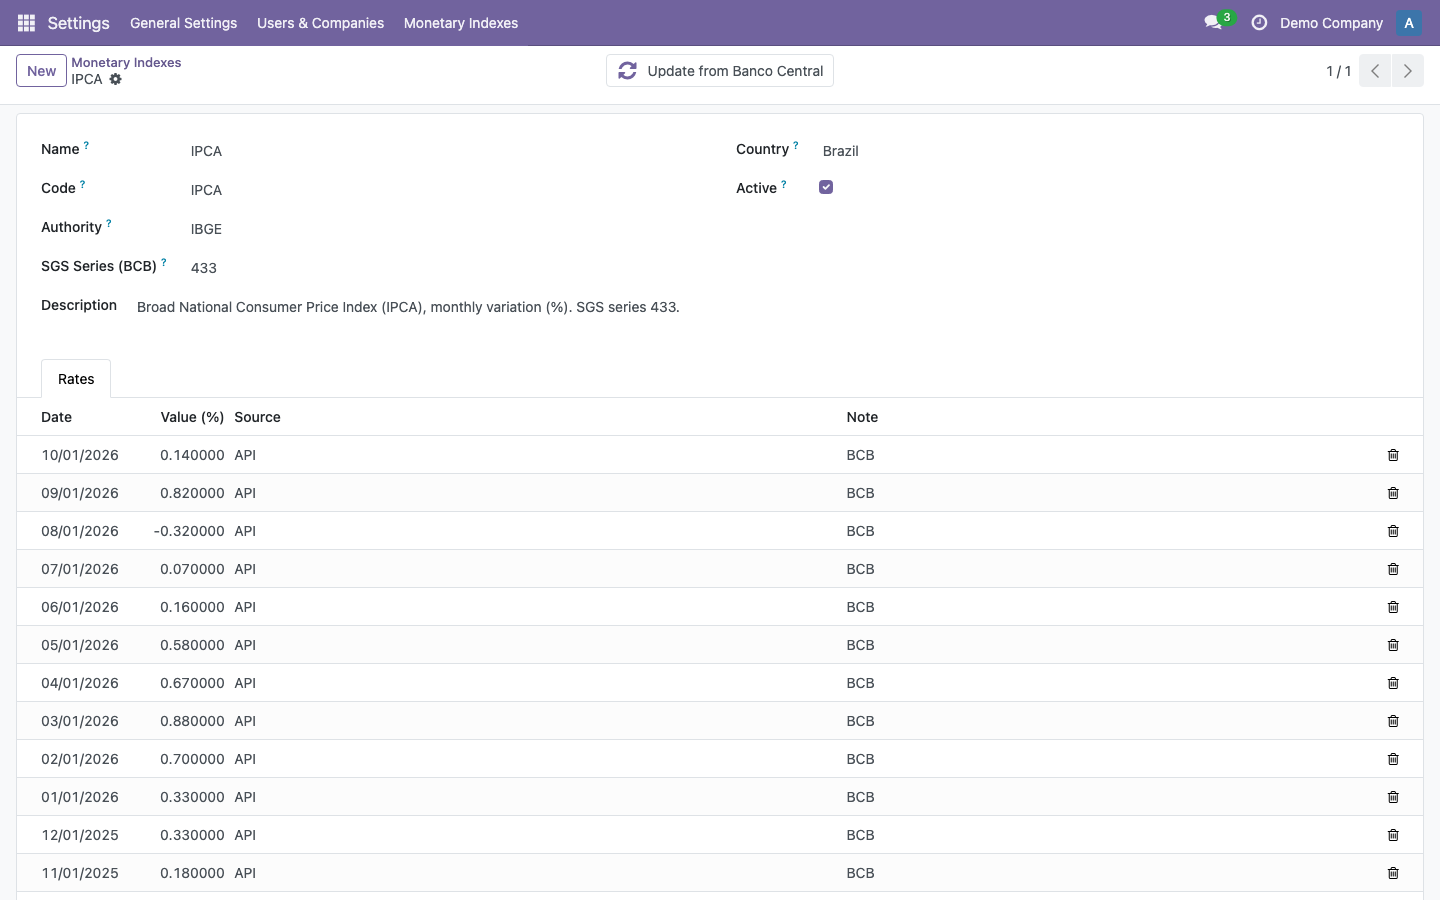 Settings General Settings Users & Companies Monetary Indexes 3 Demo Company A
New Monetary Indexes
IPCA
Update from Banco Central
1 / 1
Name ? IPCA Country ? Brazil
Code ? IPCA Active ?
Authority ? IBGE
SGS Series (BCB) ? 433
Description Broad National Consumer Price Index (IPCA), monthly variation (%). SGS series 433.
Rates
Date Value (%) Source Note
10/01/2026 0.140000 API BCB
09/01/2026 0.820000 API BCB
08/01/2026 -0.320000 API BCB
07/01/2026 0.070000 API BCB
06/01/2026 0.160000 API BCB
05/01/2026 0.580000 API BCB
04/01/2026 0.670000 API BCB
03/01/2026 0.880000 API BCB
02/01/2026 0.700000 API BCB
01/01/2026 0.330000 API BCB
12/01/2025 0.330000 API BCB
11/01/2025 0.180000 API BCB